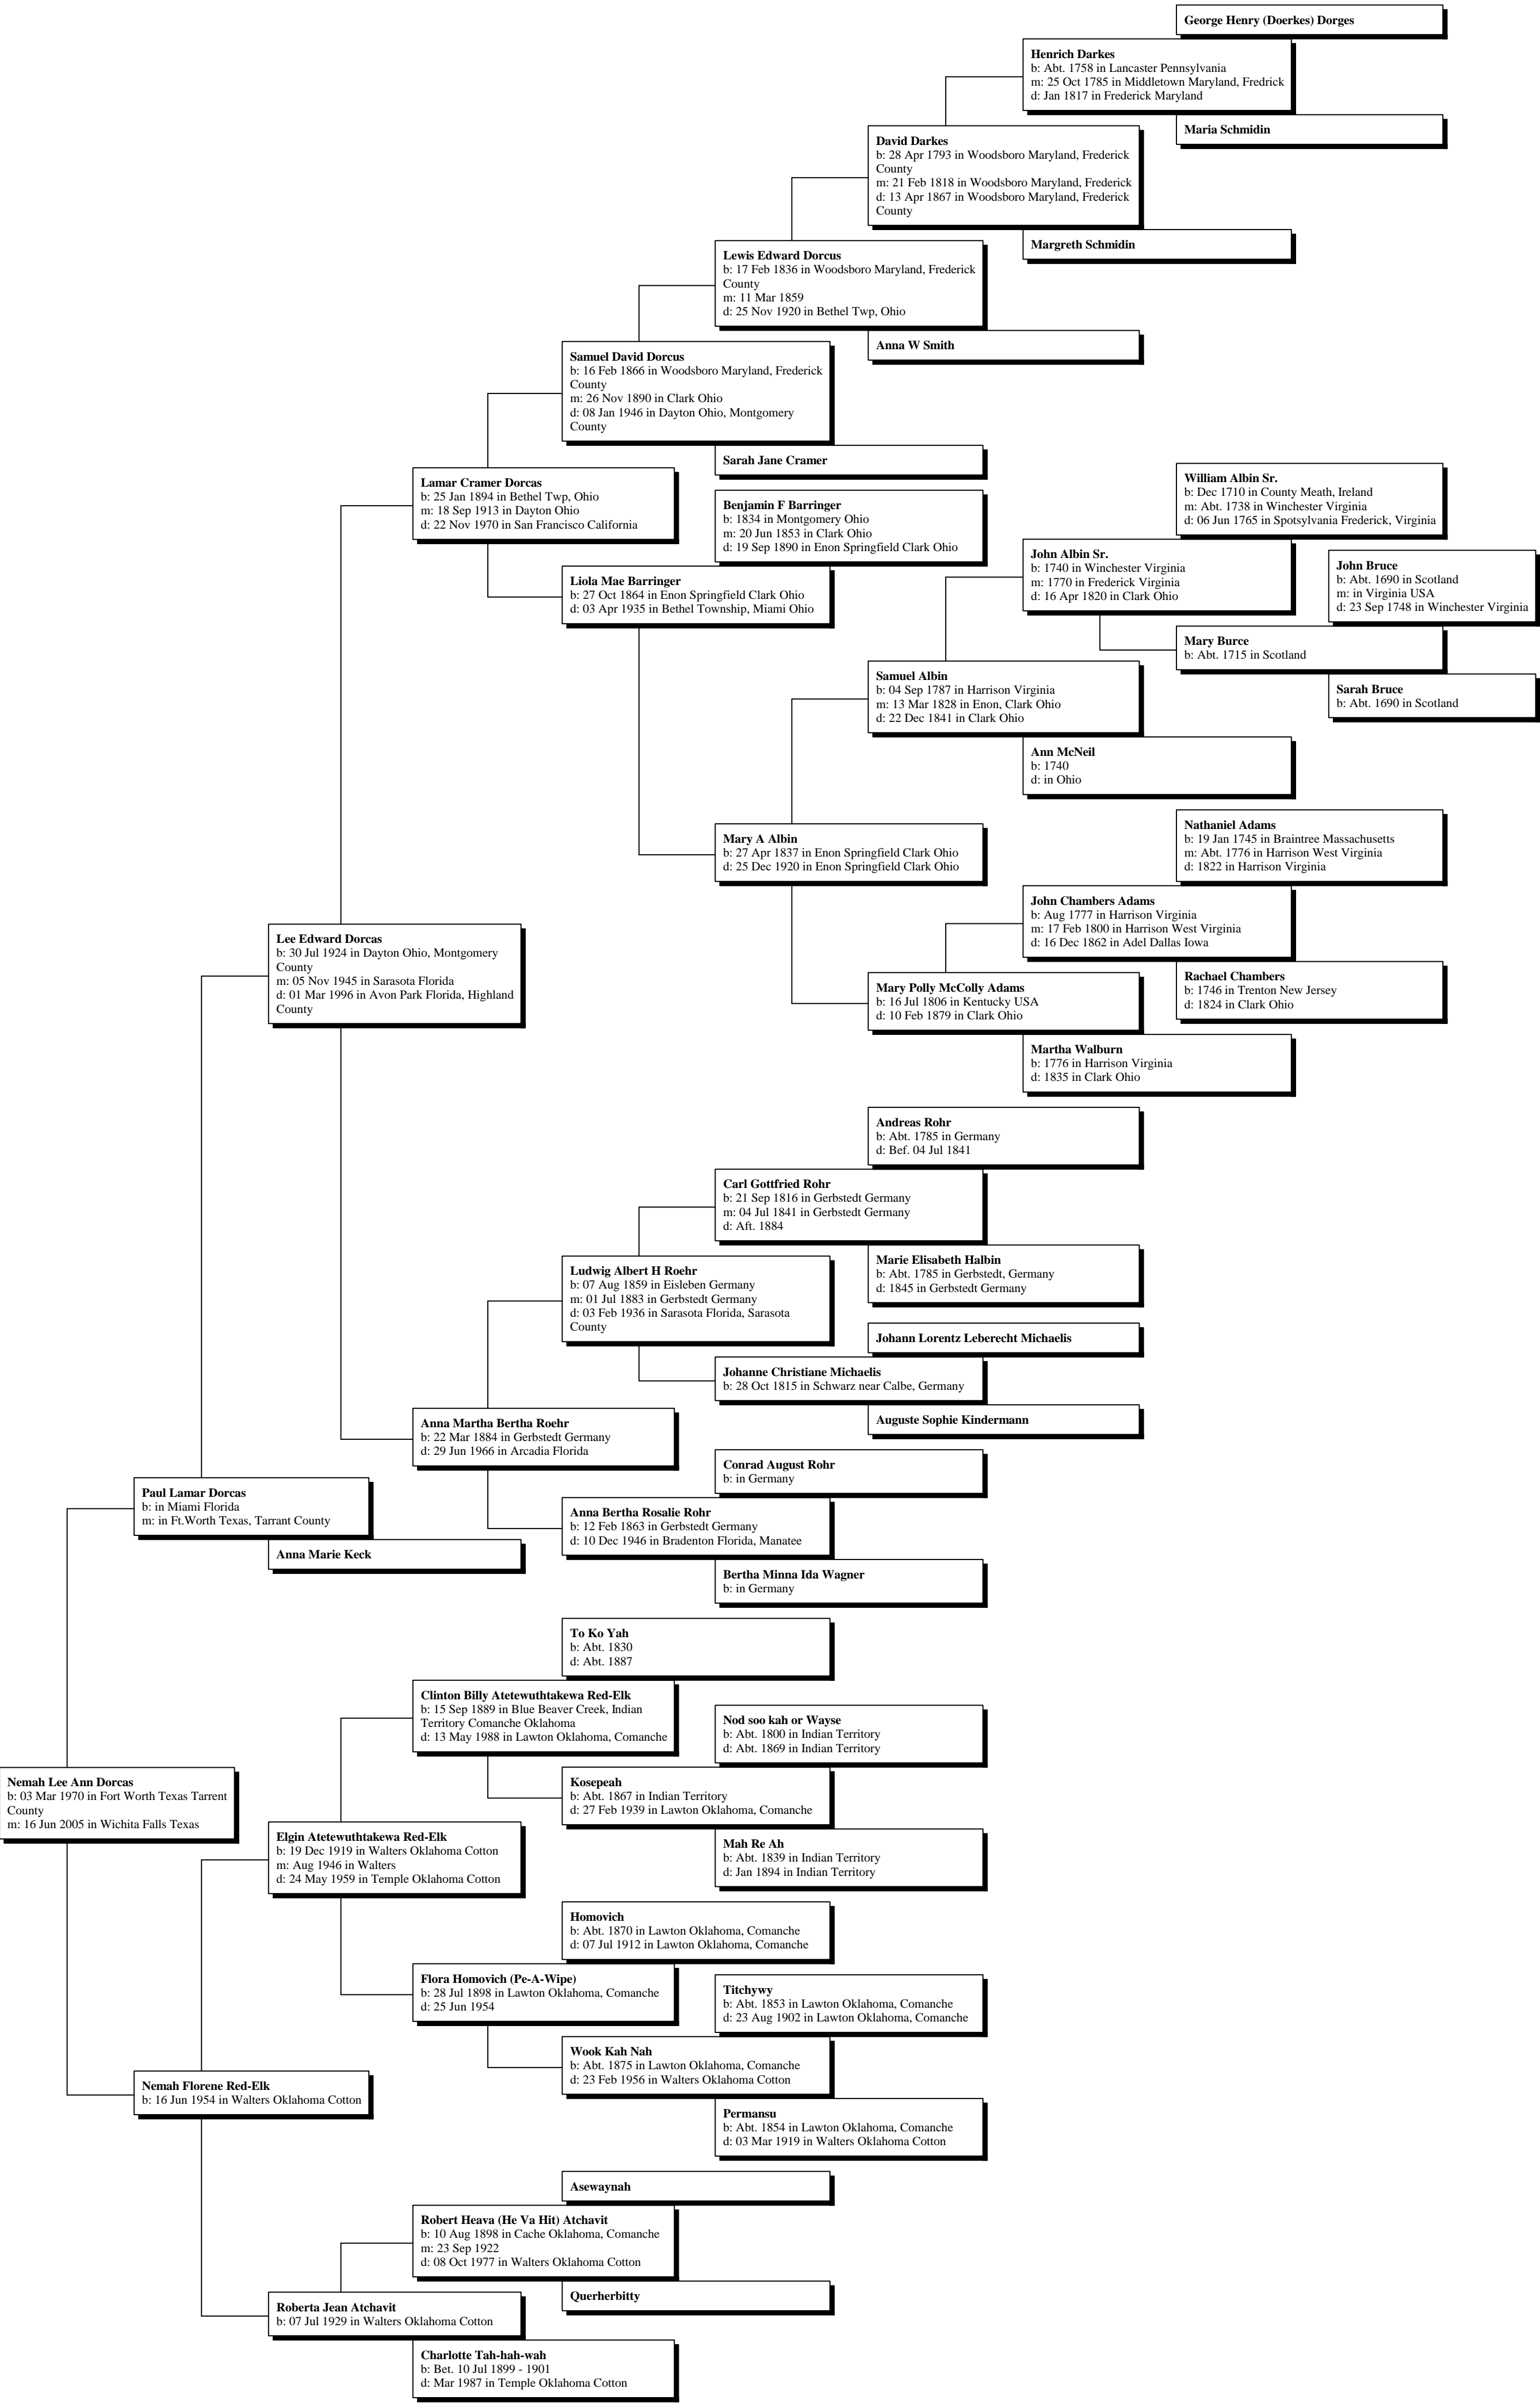 George Henry (Doerkes) Dorges
Henrich Darkes
b: Abt. 1758 in Lancaster Pennsylvania
m: 25 Oct 1785 in Middletown Maryland, Fredrick
d: Jan 1817 in Frederick Maryland
Maria Schmidin
David Darkes
b: 28 Apr 1793 in Woodsboro Maryland, Frederick
County
m: 21 Feb 1818 in Woodsboro Maryland, Frederick
d: 13 Apr 1867 in Woodsboro Maryland, Frederick
County
Margreth Schmidin
Lewis Edward Dorcus
b: 17 Feb 1836 in Woodsboro Maryland, Frederick
County
m: 11 Mar 1859
d: 25 Nov 1920 in Bethel Twp, Ohio
Anna W Smith
Samuel David Dorcus
b: 16 Feb 1866 in Woodsboro Maryland, Frederick
County
m: 26 Nov 1890 in Clark Ohio
d: 08 Jan 1946 in Dayton Ohio, Montgomery
County
Sarah Jane Cramer
Lamar Cramer Dorcas
b: 25 Jan 1894 in Bethel Twp, Ohio
m: 18 Sep 1913 in Dayton Ohio
d: 22 Nov 1970 in San Francisco California
Benjamin F Barringer
b: 1834 in Montgomery Ohio
m: 20 Jun 1853 in Clark Ohio
d: 19 Sep 1890 in Enon Springfield Clark Ohio
Liola Mae Barringer
b: 27 Oct 1864 in Enon Springfield Clark Ohio
d: 03 Apr 1935 in Bethel Township, Miami Ohio
William Albin Sr.
b: Dec 1710 in County Meath, Ireland
m: Abt. 1738 in Winchester Virginia
d: 06 Jun 1765 in Spotsylvania Frederick, Virginia
John Albin Sr.
b: 1740 in Winchester Virginia
m: 1770 in Frederick Virginia
d: 16 Apr 1820 in Clark Ohio
John Bruce
b: Abt. 1690 in Scotland
m: in Virginia USA
d: 23 Sep 1748 in Winchester Virginia
Mary Burce
b: Abt. 1715 in Scotland
Sarah Bruce
b: Abt. 1690 in Scotland
Samuel Albin
b: 04 Sep 1787 in Harrison Virginia
m: 13 Mar 1828 in Enon, Clark Ohio
d: 22 Dec 1841 in Clark Ohio
Ann McNeil
b: 1740
d: in Ohio
Mary A Albin
b: 27 Apr 1837 in Enon Springfield Clark Ohio
d: 25 Dec 1920 in Enon Springfield Clark Ohio
Nathaniel Adams
b: 19 Jan 1745 in Braintree Massachusetts
m: Abt. 1776 in Harrison West Virginia
d: 1822 in Harrison Virginia
John Chambers Adams
b: Aug 1777 in Harrison Virginia
m: 17 Feb 1800 in Harrison West Virginia
d: 16 Dec 1862 in Adel Dallas Iowa
Rachael Chambers
b: 1746 in Trenton New Jersey
d: 1824 in Clark Ohio
Mary Polly McColly Adams
b: 16 Jul 1806 in Kentucky USA
d: 10 Feb 1879 in Clark Ohio
Martha Walburn
b: 1776 in Harrison Virginia
d: 1835 in Clark Ohio
Lee Edward Dorcas
b: 30 Jul 1924 in Dayton Ohio, Montgomery
County
m: 05 Nov 1945 in Sarasota Florida
d: 01 Mar 1996 in Avon Park Florida, Highland
County
Andreas Rohr
b: Abt. 1785 in Germany
d: Bef. 04 Jul 1841
Carl Gottfried Rohr
b: 21 Sep 1816 in Gerbstedt Germany
m: 04 Jul 1841 in Gerbstedt Germany
d: Aft. 1884
Marie Elisabeth Halbin
b: Abt. 1785 in Gerbstedt, Germany
d: 1845 in Gerbstedt Germany
Ludwig Albert H Roehr
b: 07 Aug 1859 in Eisleben Germany
m: 01 Jul 1883 in Gerbstedt Germany
d: 03 Feb 1936 in Sarasota Florida, Sarasota
County
Johann Lorentz Leberecht Michaelis
Johanne Christiane Michaelis
b: 28 Oct 1815 in Schwarz near Calbe, Germany
Auguste Sophie Kindermann
Anna Martha Bertha Roehr
b: 22 Mar 1884 in Gerbstedt Germany
d: 29 Jun 1966 in Arcadia Florida
Conrad August Rohr
b: in Germany
Anna Bertha Rosalie Rohr
b: 12 Feb 1863 in Gerbstedt Germany
d: 10 Dec 1946 in Bradenton Florida, Manatee
Bertha Minna Ida Wagner
b: in Germany
Paul Lamar Dorcas
b: in Miami Florida
m: in Ft.Worth Texas, Tarrant County
Anna Marie Keck
To Ko Yah
b: Abt. 1830
d: Abt. 1887
Clinton Billy Atetewuthtakewa Red-Elk
b: 15 Sep 1889 in Blue Beaver Creek, Indian
Territory Comanche Oklahoma
d: 13 May 1988 in Lawton Oklahoma, Comanche
Nod soo kah or Wayse
b: Abt. 1800 in Indian Territory
d: Abt. 1869 in Indian Territory
Kosepeah
b: Abt. 1867 in Indian Territory
d: 27 Feb 1939 in Lawton Oklahoma, Comanche
Mah Re Ah
b: Abt. 1839 in Indian Territory
d: Jan 1894 in Indian Territory
Nemah Lee Ann Dorcas
b: 03 Mar 1970 in Fort Worth Texas Tarrent
County
m: 16 Jun 2005 in Wichita Falls Texas
Elgin Atetewuthtakewa Red-Elk
b: 19 Dec 1919 in Walters Oklahoma Cotton
m: Aug 1946 in Walters
d: 24 May 1959 in Temple Oklahoma Cotton
Homovich
b: Abt. 1870 in Lawton Oklahoma, Comanche
d: 07 Jul 1912 in Lawton Oklahoma, Comanche
Flora Homovich (Pe-A-Wipe)
b: 28 Jul 1898 in Lawton Oklahoma, Comanche
d: 25 Jun 1954
Titchywy
b: Abt. 1853 in Lawton Oklahoma, Comanche
d: 23 Aug 1902 in Lawton Oklahoma, Comanche
Wook Kah Nah
b: Abt. 1875 in Lawton Oklahoma, Comanche
d: 23 Feb 1956 in Walters Oklahoma Cotton
Permansu
b: Abt. 1854 in Lawton Oklahoma, Comanche
d: 03 Mar 1919 in Walters Oklahoma Cotton
Nemah Florene Red-Elk
b: 16 Jun 1954 in Walters Oklahoma Cotton
Asewaynah
Robert Heava (He Va Hit) Atchavit
b: 10 Aug 1898 in Cache Oklahoma, Comanche
m: 23 Sep 1922
d: 08 Oct 1977 in Walters Oklahoma Cotton
Querherbitty
Roberta Jean Atchavit
b: 07 Jul 1929 in Walters Oklahoma Cotton
Charlotte Tah-hah-wah
b: Bet. 10 Jul 1899 - 1901
d: Mar 1987 in Temple Oklahoma Cotton